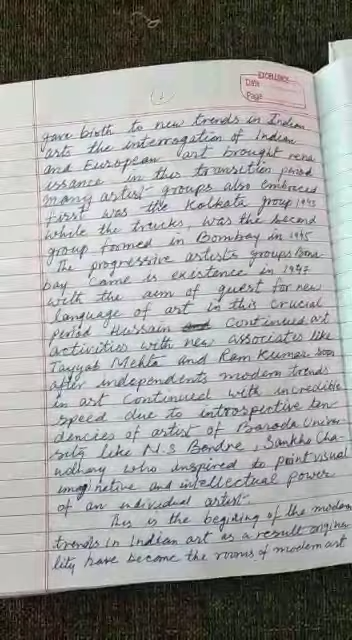 EXCELLENCE
Date
Page
gave birth to new trends in Indian
arts the interrogation of Indian
and European art brought rena
issance in this transition period
many artist groups also embraced
first was the Kolkata group 1943
while the trucks, was the second
group formed in Bombay in 1945
The progressive artists groups Bom
bay Came is existence in 1947
with the aim of quest for new
language of art in this crucial
period Hussain Continued art
activities with new associates like
Tayyab Mehta and Ram Kumar soon
after independents modern trends
in art Continued with incredible
speed due to introspective ten
dencies of artist of Baroda Univer
sity like N.S Bendre, Sankho Cha
udhary who inspired to paint visual
imaginative and intellectual power
of an individual artist.
This is the begining of the modern
trends in Indian art as a result origina
lity have become the rooms of modern art